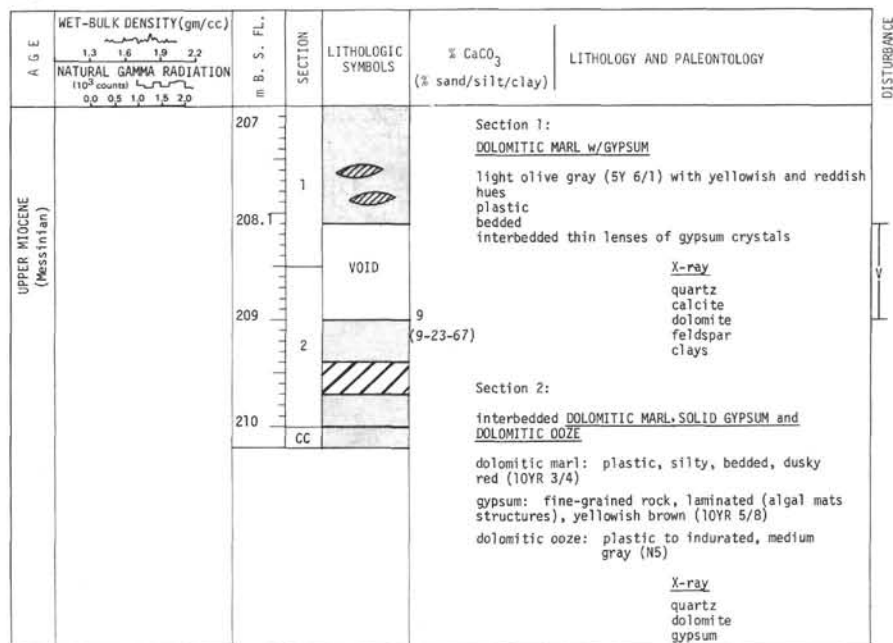 AGE
WET-BULK DENSITY(gm/cc)
1.3 1.6 1.9 2.2
NATURAL GAMMA RADIATION
(10³ counts)
0.0 0.5 1.0 1.5 2.0
m B. S. FL.
SECTION
LITHOLOGIC
SYMBOLS
% CaCO₃
(% sand/silt/clay)
LITHOLOGY AND PALEONTOLOGY
DISTURBANCE
UPPER MIOCENE
(Messinian)
207
208.1
209
210
1
2
CC
VOID
9
(9-23-67)
V
Section 1:
DOLOMITIC MARL w/GYPSUM
light olive gray (5Y 6/1) with yellowish and reddish
hues
plastic
bedded
interbedded thin lenses of gypsum crystals
X-ray
quartz
calcite
dolomite
feldspar
clays
Section 2:
interbedded DOLOMITIC MARL, SOLID GYPSUM and
DOLOMITIC OOZE
dolomitic marl: plastic, silty, bedded, dusky
red (10YR 3/4)
gypsum: fine-grained rock, laminated (algal mats
structures), yellowish brown (10YR 5/8)
dolomitic ooze: plastic to indurated, medium
gray (N5)
X-ray
quartz
dolomite
gypsum